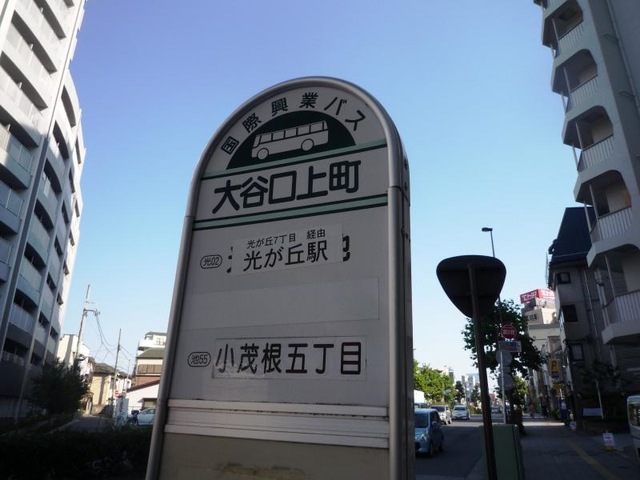 国際興業バス
大谷口上町
光が丘7丁目 経由
光02 光が丘駅
池55 小茂根五丁目